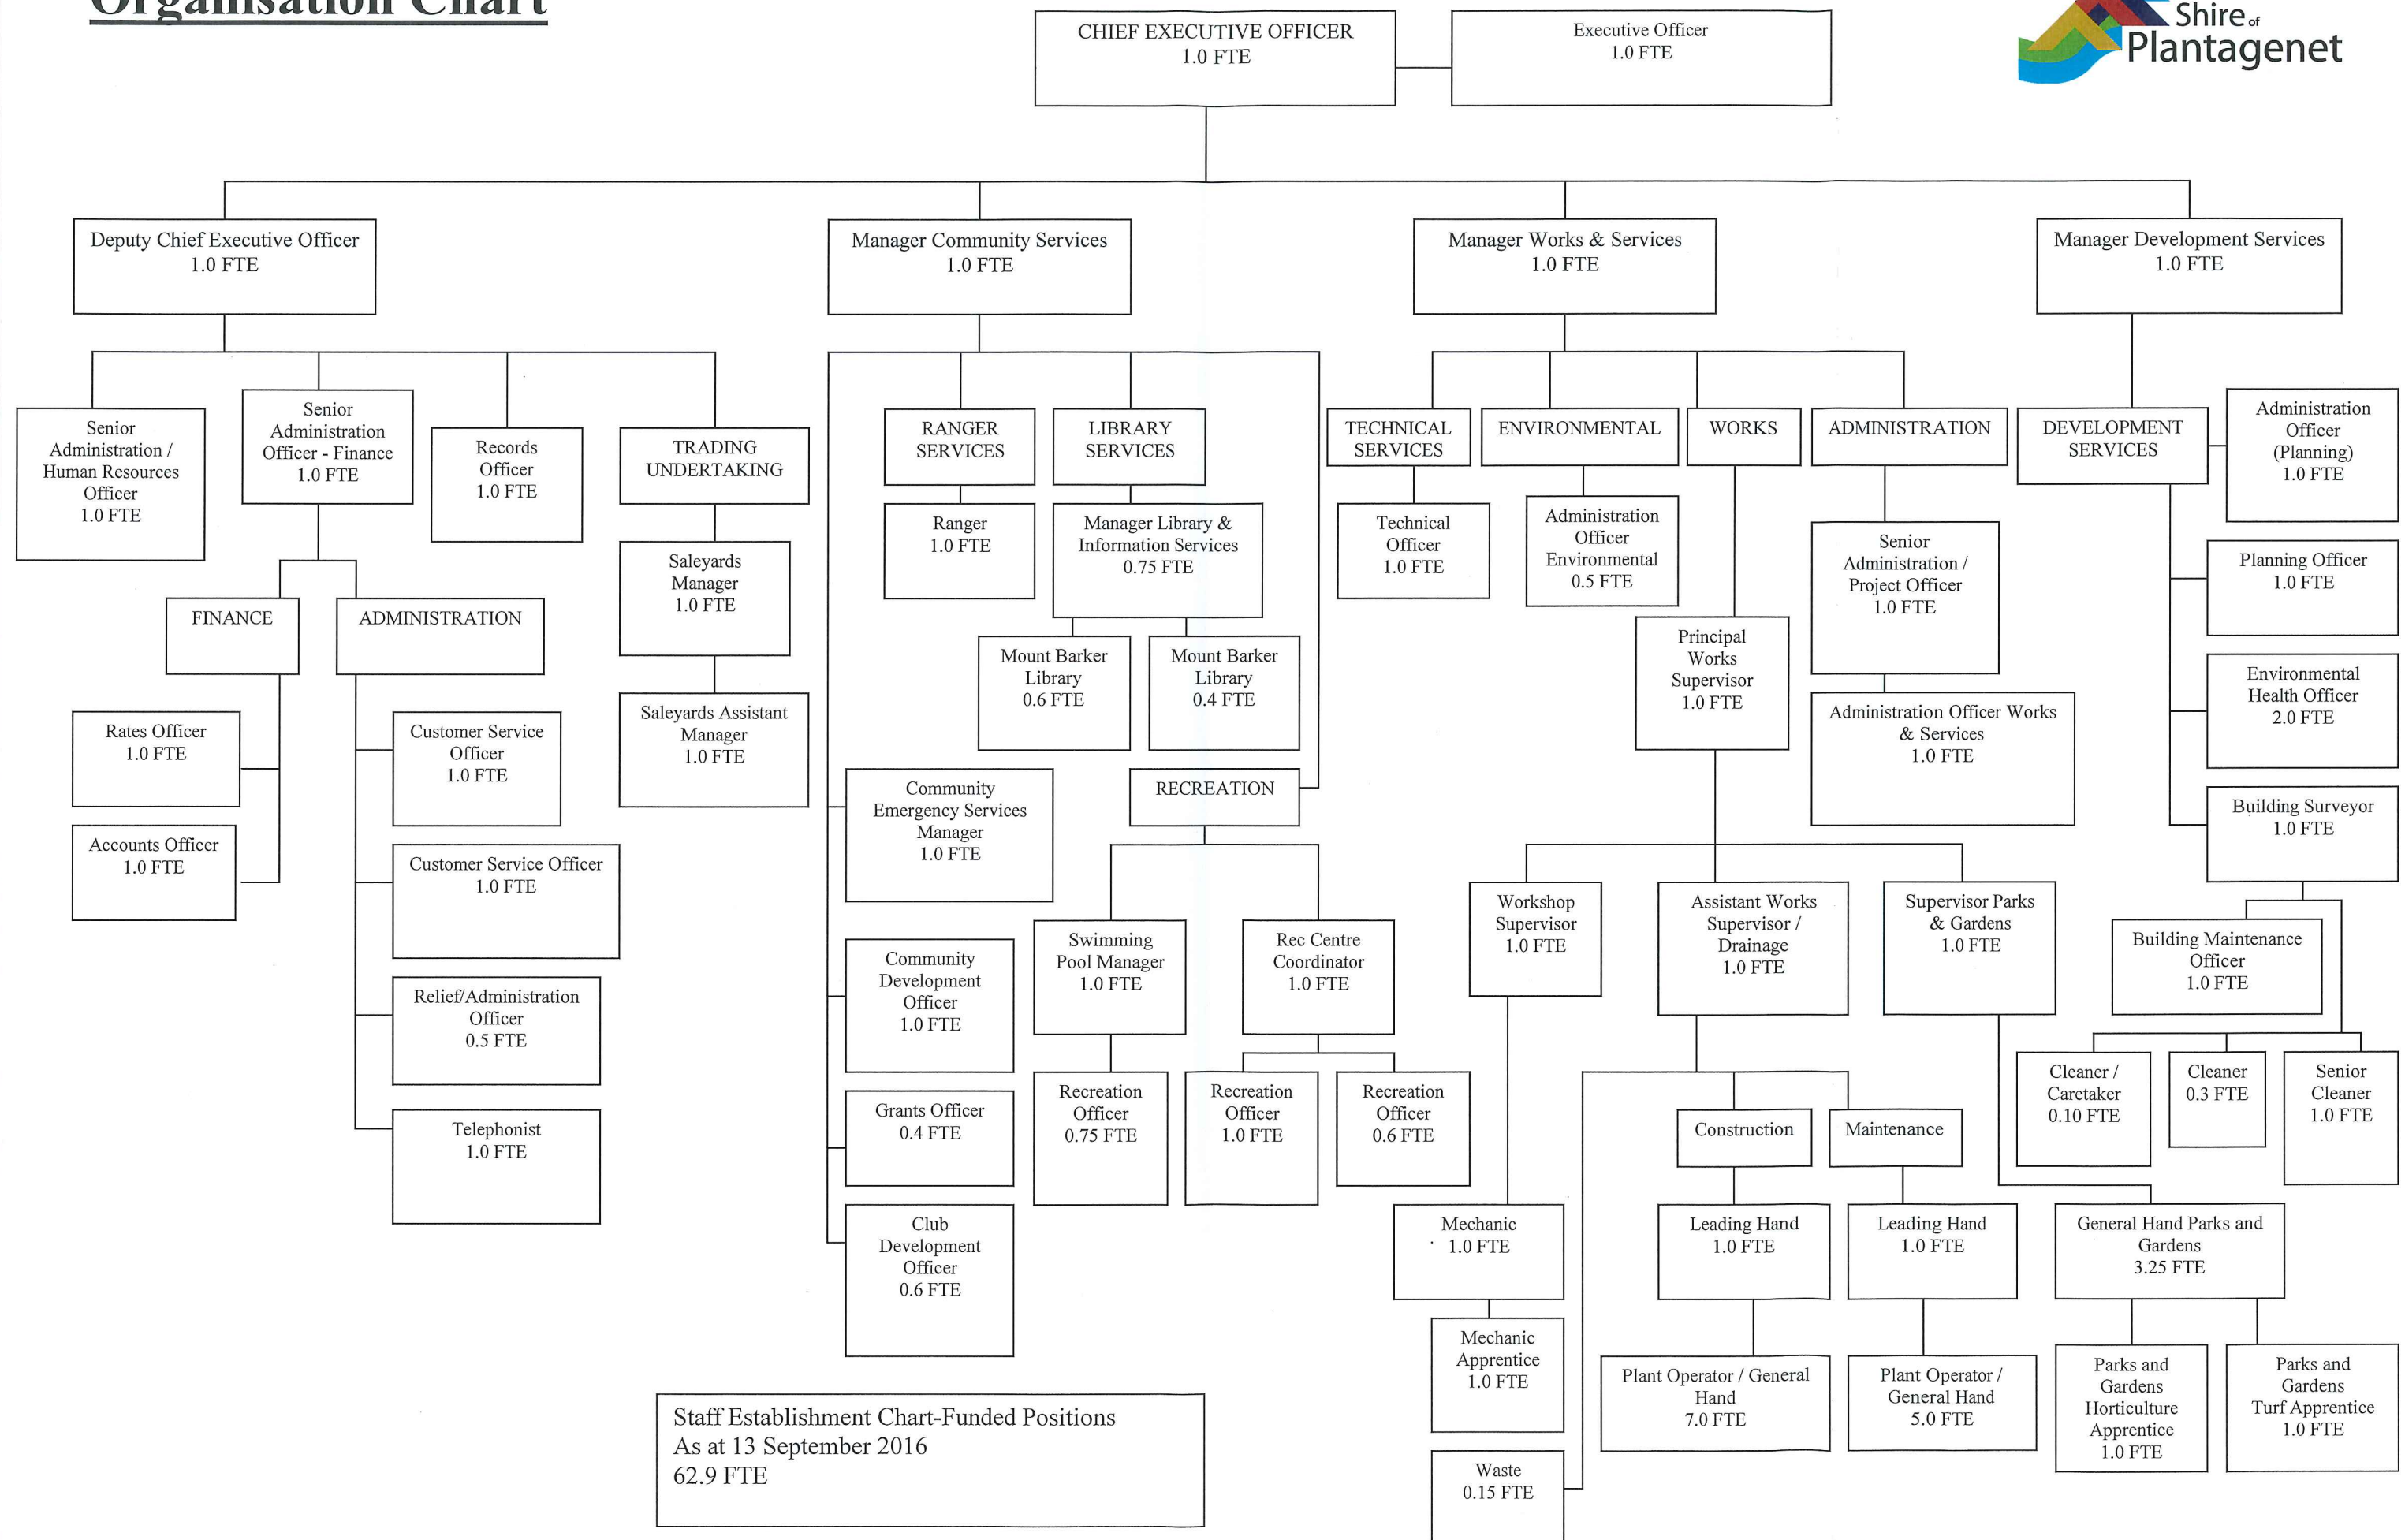 Organisation Chart
Shire of
Plantagenet
CHIEF EXECUTIVE OFFICER
1.0 FTE
Executive Officer
1.0 FTE
Deputy Chief Executive Officer
1.0 FTE
Manager Community Services
1.0 FTE
Manager Works & Services
1.0 FTE
Manager Development Services
1.0 FTE
Senior
Administration /
Human Resources
Officer
1.0 FTE
Senior
Administration
Officer - Finance
1.0 FTE
Records
Officer
1.0 FTE
TRADING
UNDERTAKING
Saleyards
Manager
1.0 FTE
Saleyards Assistant
Manager
1.0 FTE
FINANCE
ADMINISTRATION
Rates Officer
1.0 FTE
Accounts Officer
1.0 FTE
Customer Service
Officer
1.0 FTE
Customer Service Officer
1.0 FTE
Relief/Administration
Officer
0.5 FTE
Telephonist
1.0 FTE
RANGER
SERVICES
Ranger
1.0 FTE
LIBRARY
SERVICES
Manager Library &
Information Services
0.75 FTE
Mount Barker
Library
0.6 FTE
Mount Barker
Library
0.4 FTE
Community
Emergency Services
Manager
1.0 FTE
Community
Development
Officer
1.0 FTE
Grants Officer
0.4 FTE
Club
Development
Officer
0.6 FTE
RECREATION
Swimming
Pool Manager
1.0 FTE
Rec Centre
Coordinator
1.0 FTE
Recreation
Officer
0.75 FTE
Recreation
Officer
1.0 FTE
Recreation
Officer
0.6 FTE
TECHNICAL
SERVICES
Technical
Officer
1.0 FTE
ENVIRONMENTAL
Administration
Officer
Environmental
0.5 FTE
WORKS
Principal
Works
Supervisor
1.0 FTE
ADMINISTRATION
Senior
Administration /
Project Officer
1.0 FTE
Administration Officer Works
& Services
1.0 FTE
Workshop
Supervisor
1.0 FTE
Assistant Works
Supervisor /
Drainage
1.0 FTE
Supervisor Parks
& Gardens
1.0 FTE
Mechanic
1.0 FTE
Mechanic
Apprentice
1.0 FTE
Waste
0.15 FTE
Construction
Maintenance
Leading Hand
1.0 FTE
Leading Hand
1.0 FTE
Plant Operator / General
Hand
7.0 FTE
Plant Operator /
General Hand
5.0 FTE
General Hand Parks and
Gardens
3.25 FTE
Parks and
Gardens
Horticulture
Apprentice
1.0 FTE
Parks and
Gardens
Turf Apprentice
1.0 FTE
DEVELOPMENT
SERVICES
Administration
Officer
(Planning)
1.0 FTE
Planning Officer
1.0 FTE
Environmental
Health Officer
2.0 FTE
Building Surveyor
1.0 FTE
Building Maintenance
Officer
1.0 FTE
Cleaner /
Caretaker
0.10 FTE
Cleaner
0.3 FTE
Senior
Cleaner
1.0 FTE
Staff Establishment Chart-Funded Positions
As at 13 September 2016
62.9 FTE